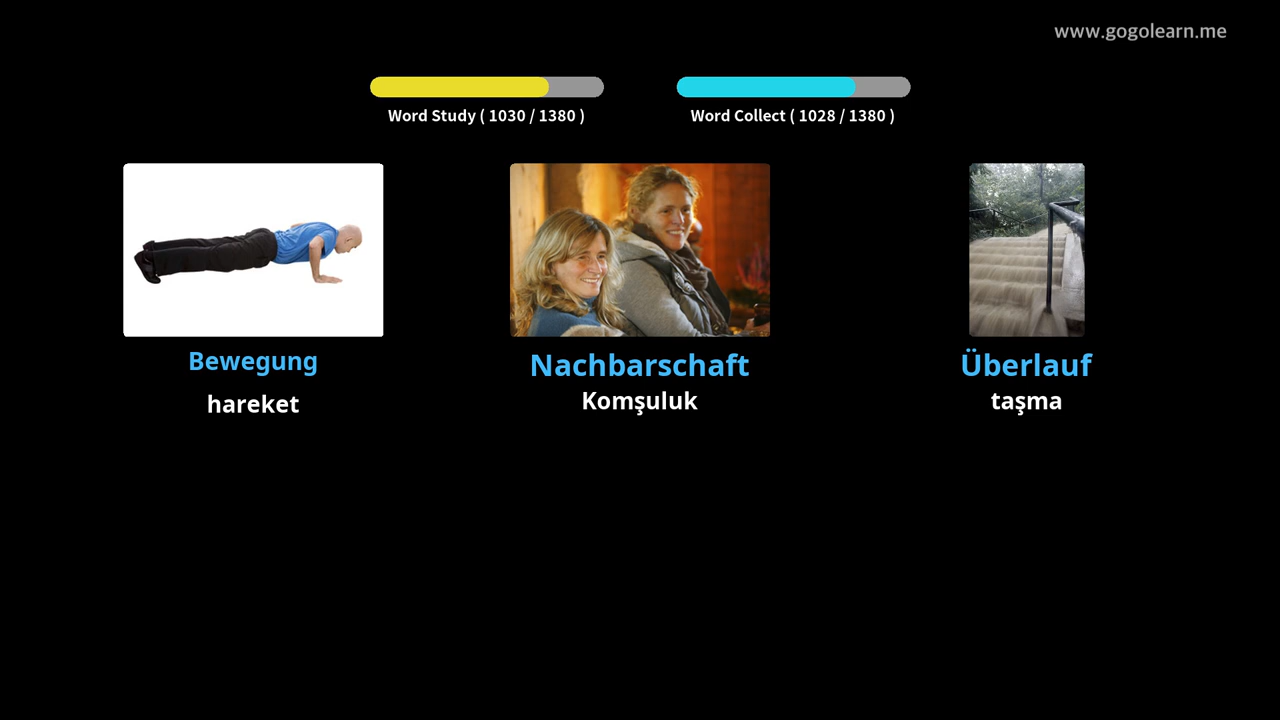 www.gogolearn.me
Word Study ( 1030 / 1380 )
Word Collect ( 1028 / 1380 )
Bewegung
hareket
Nachbarschaft
Komşuluk
Überlauf
taşma